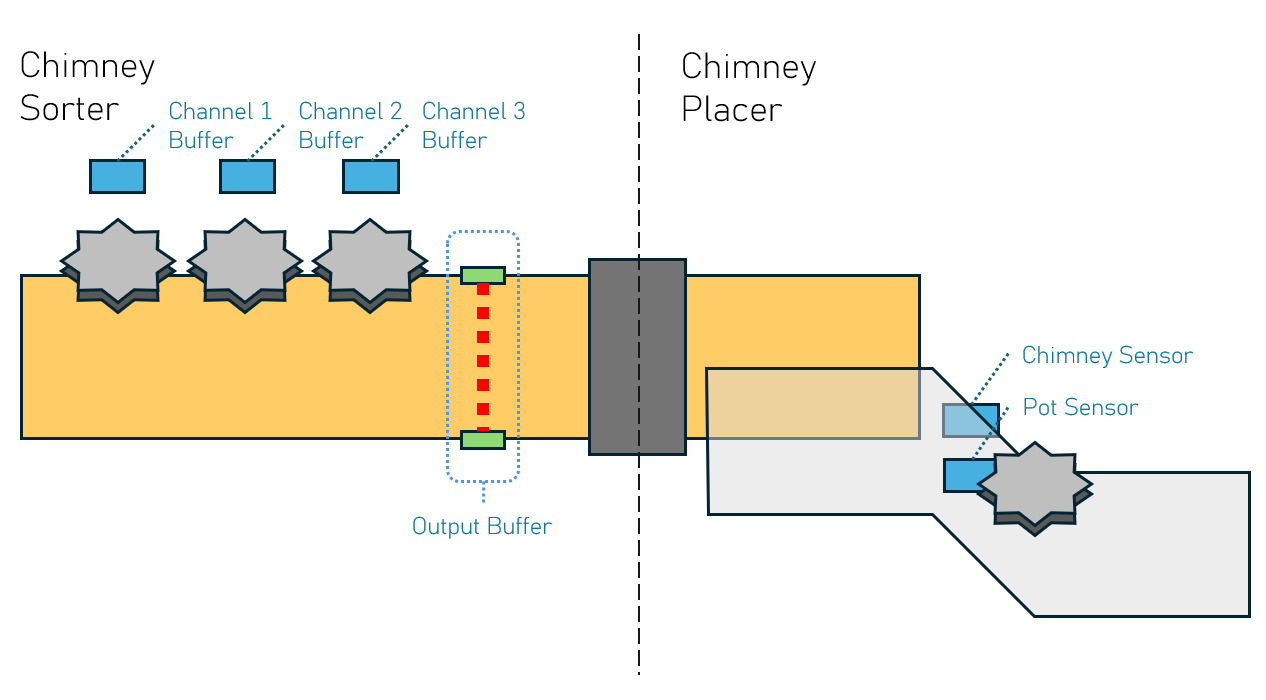 Chimney
Sorter
Chimney
Placer
Channel 1
Buffer
Channel 2
Buffer
Channel 3
Buffer
Chimney Sensor
Pot Sensor
Output Buffer